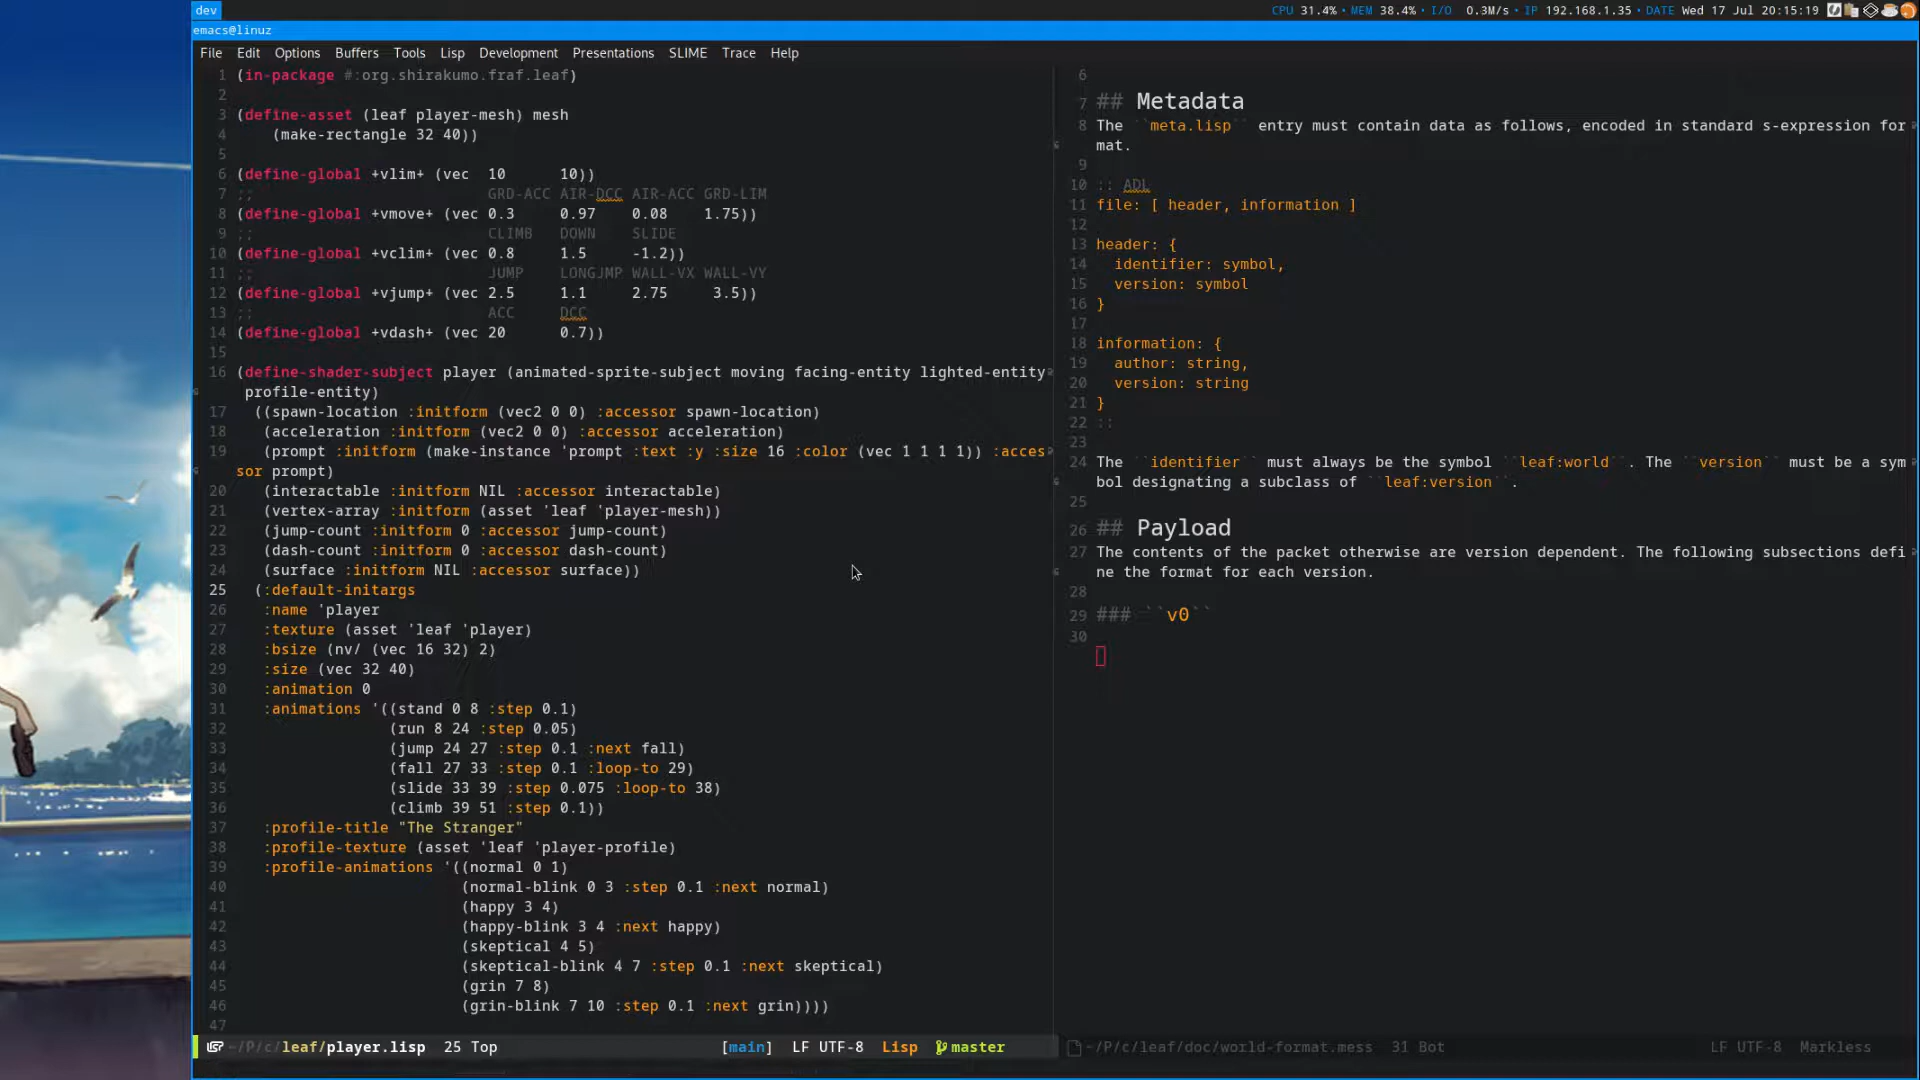 dev
CPU 31.4% • MEM 38.4% • I/O 0.3M/s • IP 192.168.1.35 • DATE Wed 17 Jul 20:15:19
emacs@linuz
File Edit Options Buffers Tools Lisp Development Presentations SLIME Trace Help
1 (in-package #:org.shirakumo.fraf.leaf)
2
3 (define-asset (leaf player-mesh) mesh
4     (make-rectangle 32 40))
5
6 (define-global +vlim+ (vec  10      10))
7 ;;                          GRD-ACC AIR-DCC AIR-ACC GRD-LIM
8 (define-global +vmove+ (vec 0.3     0.97    0.08    1.75))
9 ;;                          CLIMB   DOWN    SLIDE
10 (define-global +vclim+ (vec 0.8     1.5     -1.2))
11 ;;                          JUMP    LONGJMP WALL-VX WALL-VY
12 (define-global +vjump+ (vec 2.5     1.1     2.75     3.5))
13 ;;                          ACC     DCC
14 (define-global +vdash+ (vec 20      0.7))
15
16 (define-shader-subject player (animated-sprite-subject moving facing-entity lighted-entity
 profile-entity)
17   ((spawn-location :initform (vec2 0 0) :accessor spawn-location)
18    (acceleration :initform (vec2 0 0) :accessor acceleration)
19    (prompt :initform (make-instance 'prompt :text :y :size 16 :color (vec 1 1 1 1)) :acces
sor prompt)
20    (interactable :initform NIL :accessor interactable)
21    (vertex-array :initform (asset 'leaf 'player-mesh))
22    (jump-count :initform 0 :accessor jump-count)
23    (dash-count :initform 0 :accessor dash-count)
24    (surface :initform NIL :accessor surface))
25   (:default-initargs
26    :name 'player
27    :texture (asset 'leaf 'player)
28    :bsize (nv/ (vec 16 32) 2)
29    :size (vec 32 40)
30    :animation 0
31    :animations '((stand 0 8 :step 0.1)
32                  (run 8 24 :step 0.05)
33                  (jump 24 27 :step 0.1 :next fall)
34                  (fall 27 33 :step 0.1 :loop-to 29)
35                  (slide 33 39 :step 0.075 :loop-to 38)
36                  (climb 39 51 :step 0.1))
37    :profile-title "The Stranger"
38    :profile-texture (asset 'leaf 'player-profile)
39    :profile-animations '((normal 0 1)
40                          (normal-blink 0 3 :step 0.1 :next normal)
41                          (happy 3 4)
42                          (happy-blink 3 4 :next happy)
43                          (skeptical 4 5)
44                          (skeptical-blink 4 7 :step 0.1 :next skeptical)
45                          (grin 7 8)
46                          (grin-blink 7 10 :step 0.1 :next grin))))
47
~/P/c/leaf/player.lisp  25 Top  [main]  LF UTF-8  Lisp  master
6
7 ## Metadata
8 The ``meta.lisp`` entry must contain data as follows, encoded in standard s-expression for
mat.
9
10 :: ADL
11 file: [ header, information ]
12
13 header: {
14   identifier: symbol,
15   version: symbol
16 }
17
18 information: {
19   author: string,
20   version: string
21 }
22 ::
23
24 The ``identifier`` must always be the symbol ``leaf:world``. The ``version`` must be a sym
bol designating a subclass of ``leaf:version``.
25
26 ## Payload
27 The contents of the packet otherwise are version dependent. The following subsections defi
ne the format for each version.
28
29 ### ``v0``
30
~/P/c/leaf/doc/world-format.mess  31 Bot  LF UTF-8  Markless